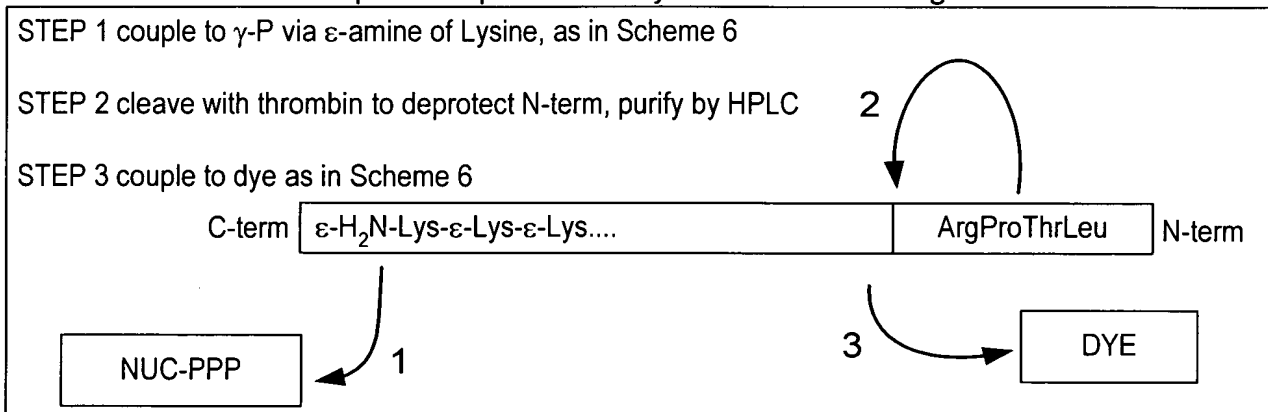 STEP 1 couple to γ-P via ε-amine of Lysine, as in Scheme 6
STEP 2 cleave with thrombin to deprotect N-term, purify by HPLC
2
STEP 3 couple to dye as in Scheme 6
C-term
ε-H₂N-Lys-ε-Lys-ε-Lys....
ArgProThrLeu
N-term
1
NUC-PPP
3
DYE